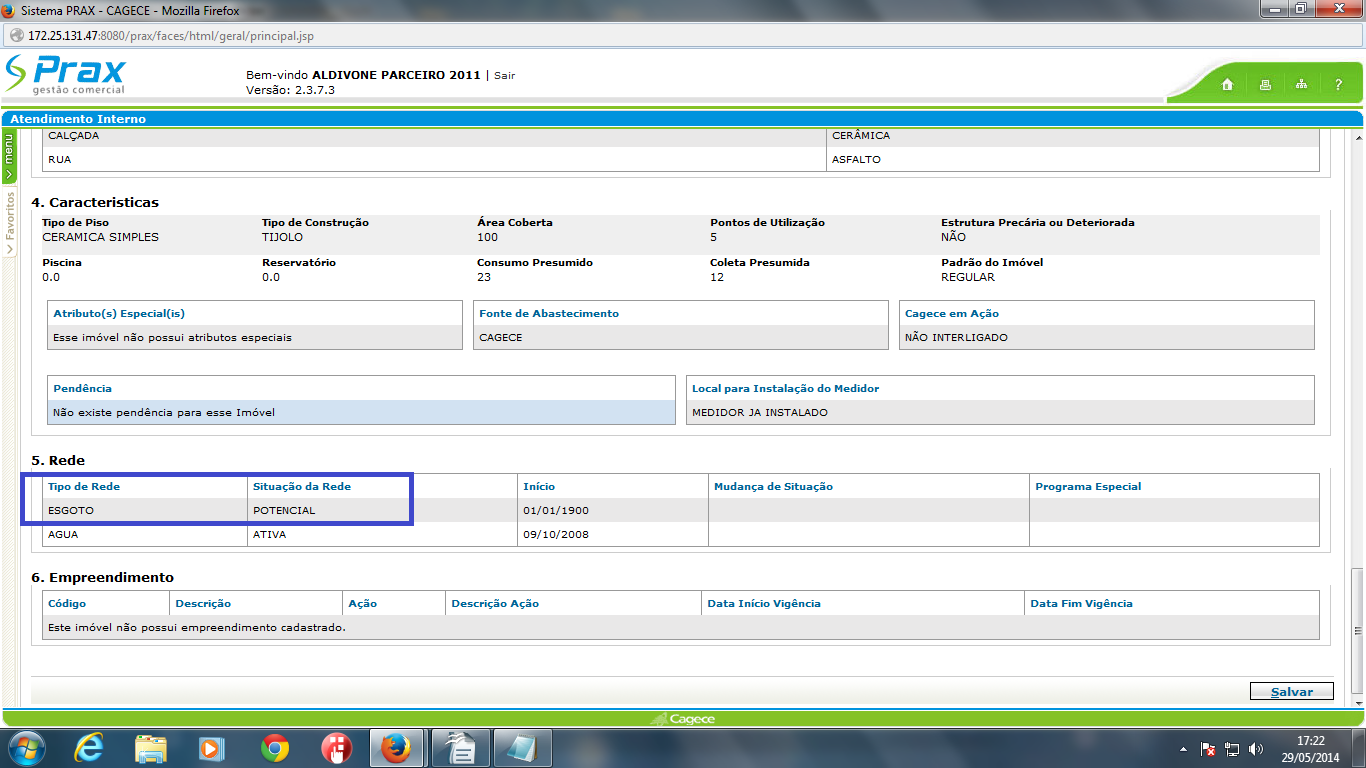 Sistema PRAX - CAGECE - Mozilla Firefox
172.25.131.47:8080/prax/faces/html/geral/principal.jsp
Prax
gestão comercial
Bem-vindo ALDIVONE PARCEIRO 2011 | Sair
Versão: 2.3.7.3
?
Atendimento Interno
menu
Favoritos
CALÇADA CERÂMICA
RUA ASFALTO
4. Caracteristicas
Tipo de Piso Tipo de Construção Área Coberta Pontos de Utilização Estrutura Precária ou Deteriorada
CERAMICA SIMPLES TIJOLO 100 5 NÃO
Piscina Reservatório Consumo Presumido Coleta Presumida Padrão do Imóvel
0.0 0.0 23 12 REGULAR
Atributo(s) Especial(is) Fonte de Abastecimento Cagece em Ação
Esse imóvel não possui atributos especiais CAGECE NÃO INTERLIGADO
Pendência Local para Instalação do Medidor
Não existe pendência para esse Imóvel MEDIDOR JA INSTALADO
5. Rede
Tipo de Rede Situação da Rede Início Mudança de Situação Programa Especial
ESGOTO POTENCIAL 01/01/1900
AGUA ATIVA 09/10/2008
6. Empreendimento
Código Descrição Ação Descrição Ação Data Início Vigência Data Fim Vigência
Este imóvel não possui empreendimento cadastrado.
Salvar
Cagece
17:22
29/05/2014